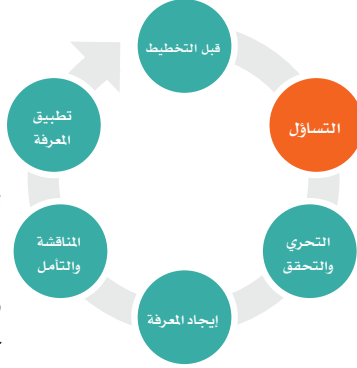 قبل التخطيط
التساؤل
التحري
والتحقق
إيجاد المعرفة
المناقشة
والتأمل
تطبيق
المعرفة